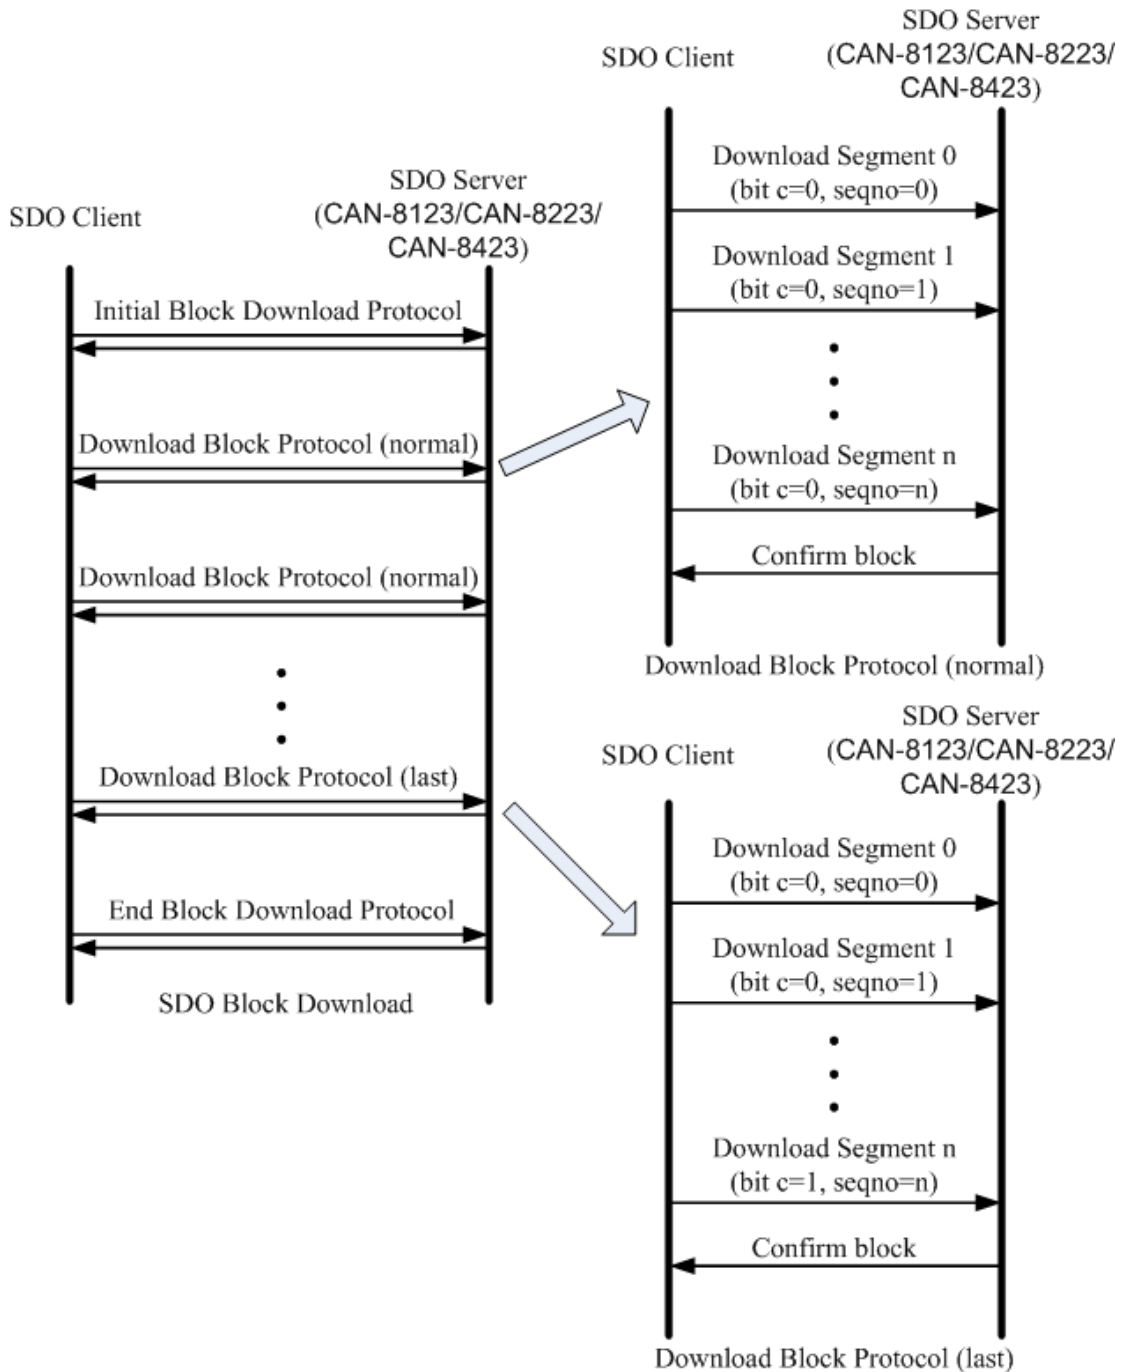 SDO Client
SDO Server
(CAN-8123/CAN-8223/
CAN-8423)
Initial Block Download Protocol
Download Block Protocol (normal)
Download Block Protocol (normal)
Download Block Protocol (last)
End Block Download Protocol
SDO Block Download
SDO Client
SDO Server
(CAN-8123/CAN-8223/
CAN-8423)
Download Segment 0
(bit c=0, seqno=0)
Download Segment 1
(bit c=0, seqno=1)
Download Segment n
(bit c=0, seqno=n)
Confirm block
Download Block Protocol (normal)
SDO Client
SDO Server
(CAN-8123/CAN-8223/
CAN-8423)
Download Segment 0
(bit c=0, seqno=0)
Download Segment 1
(bit c=0, seqno=1)
Download Segment n
(bit c=1, seqno=n)
Confirm block
Download Block Protocol (last)